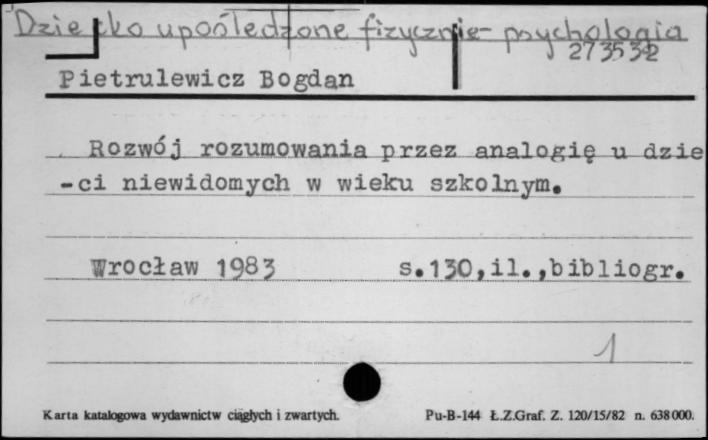 Dziecko upośledzone fizycznie - psychologia
273532
Pietrulewicz Bogdan
Rozwój rozumowania przez analogię u dzie
-ci niewidomych w wieku szkolnym.
Wrocław 1983 s.130,il.,bibliogr.
1
Karta katalogowa wydawnictw ciągłych i zwartych. Pu-B-144 Ł.Z.Graf. Z. 120/15/82 n. 638000.